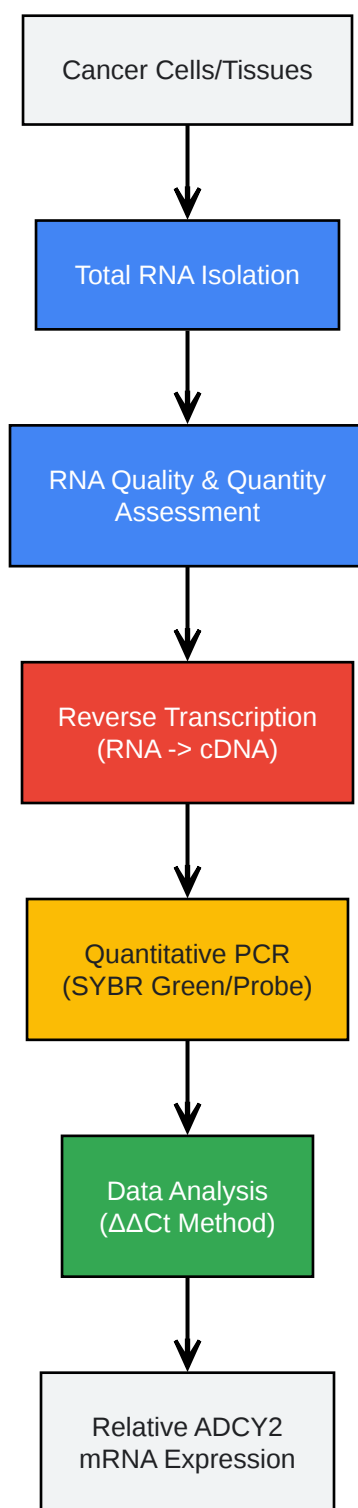 Cancer Cells/Tissues
Total RNA Isolation
RNA Quality & Quantity
Assessment
Reverse Transcription
(RNA -> cDNA)
Quantitative PCR
(SYBR Green/Probe)
Data Analysis
(ΔΔCt Method)
Relative ADCY2
mRNA Expression